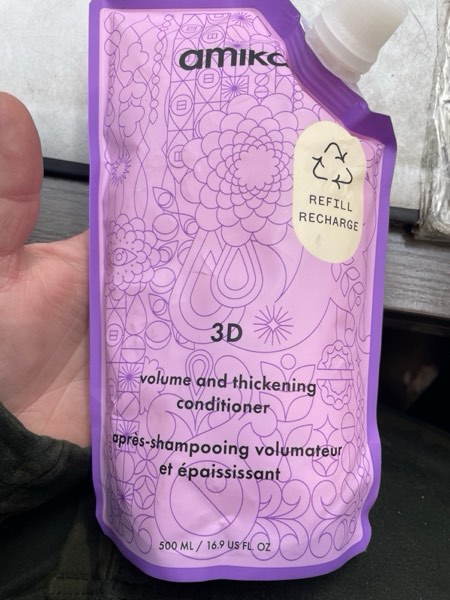 amika
REFILL
RECHARGE
3D
volume and thickening
conditioner
après-shampooing volumateur
et épaississant
500 ML / 16.9 US FL. OZ